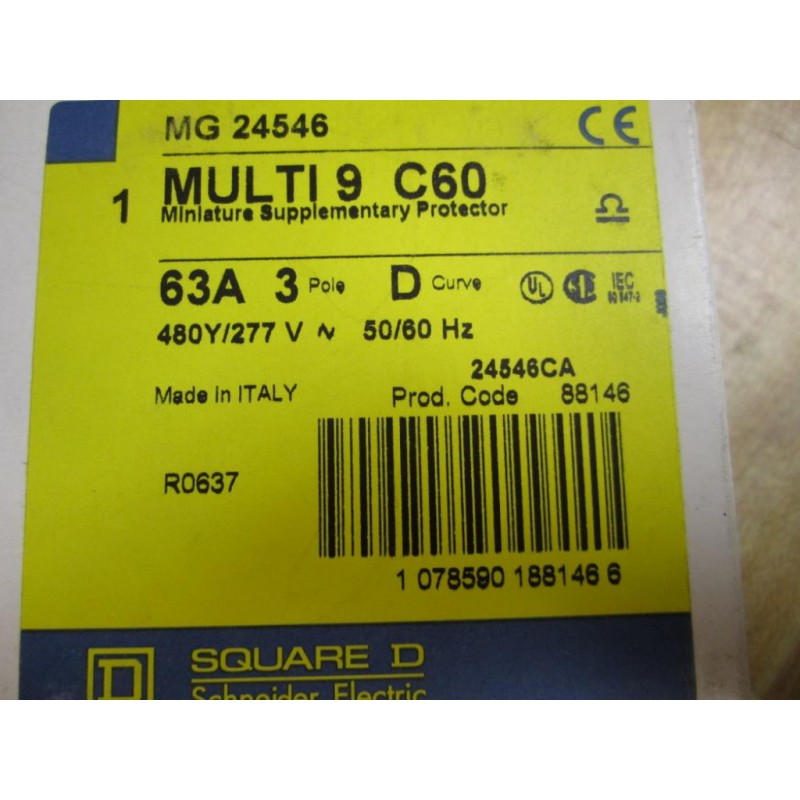 MG 24546
CE
1 MULTI 9 C60
Miniature Supplementary Protector
63A 3 Pole D Curve UL IEC
480Y/277 V ~ 50/60 Hz
24546CA
Made in ITALY Prod. Code 88146
R0637
1 078590 188146 6
SQUARE D
Schneider Electric